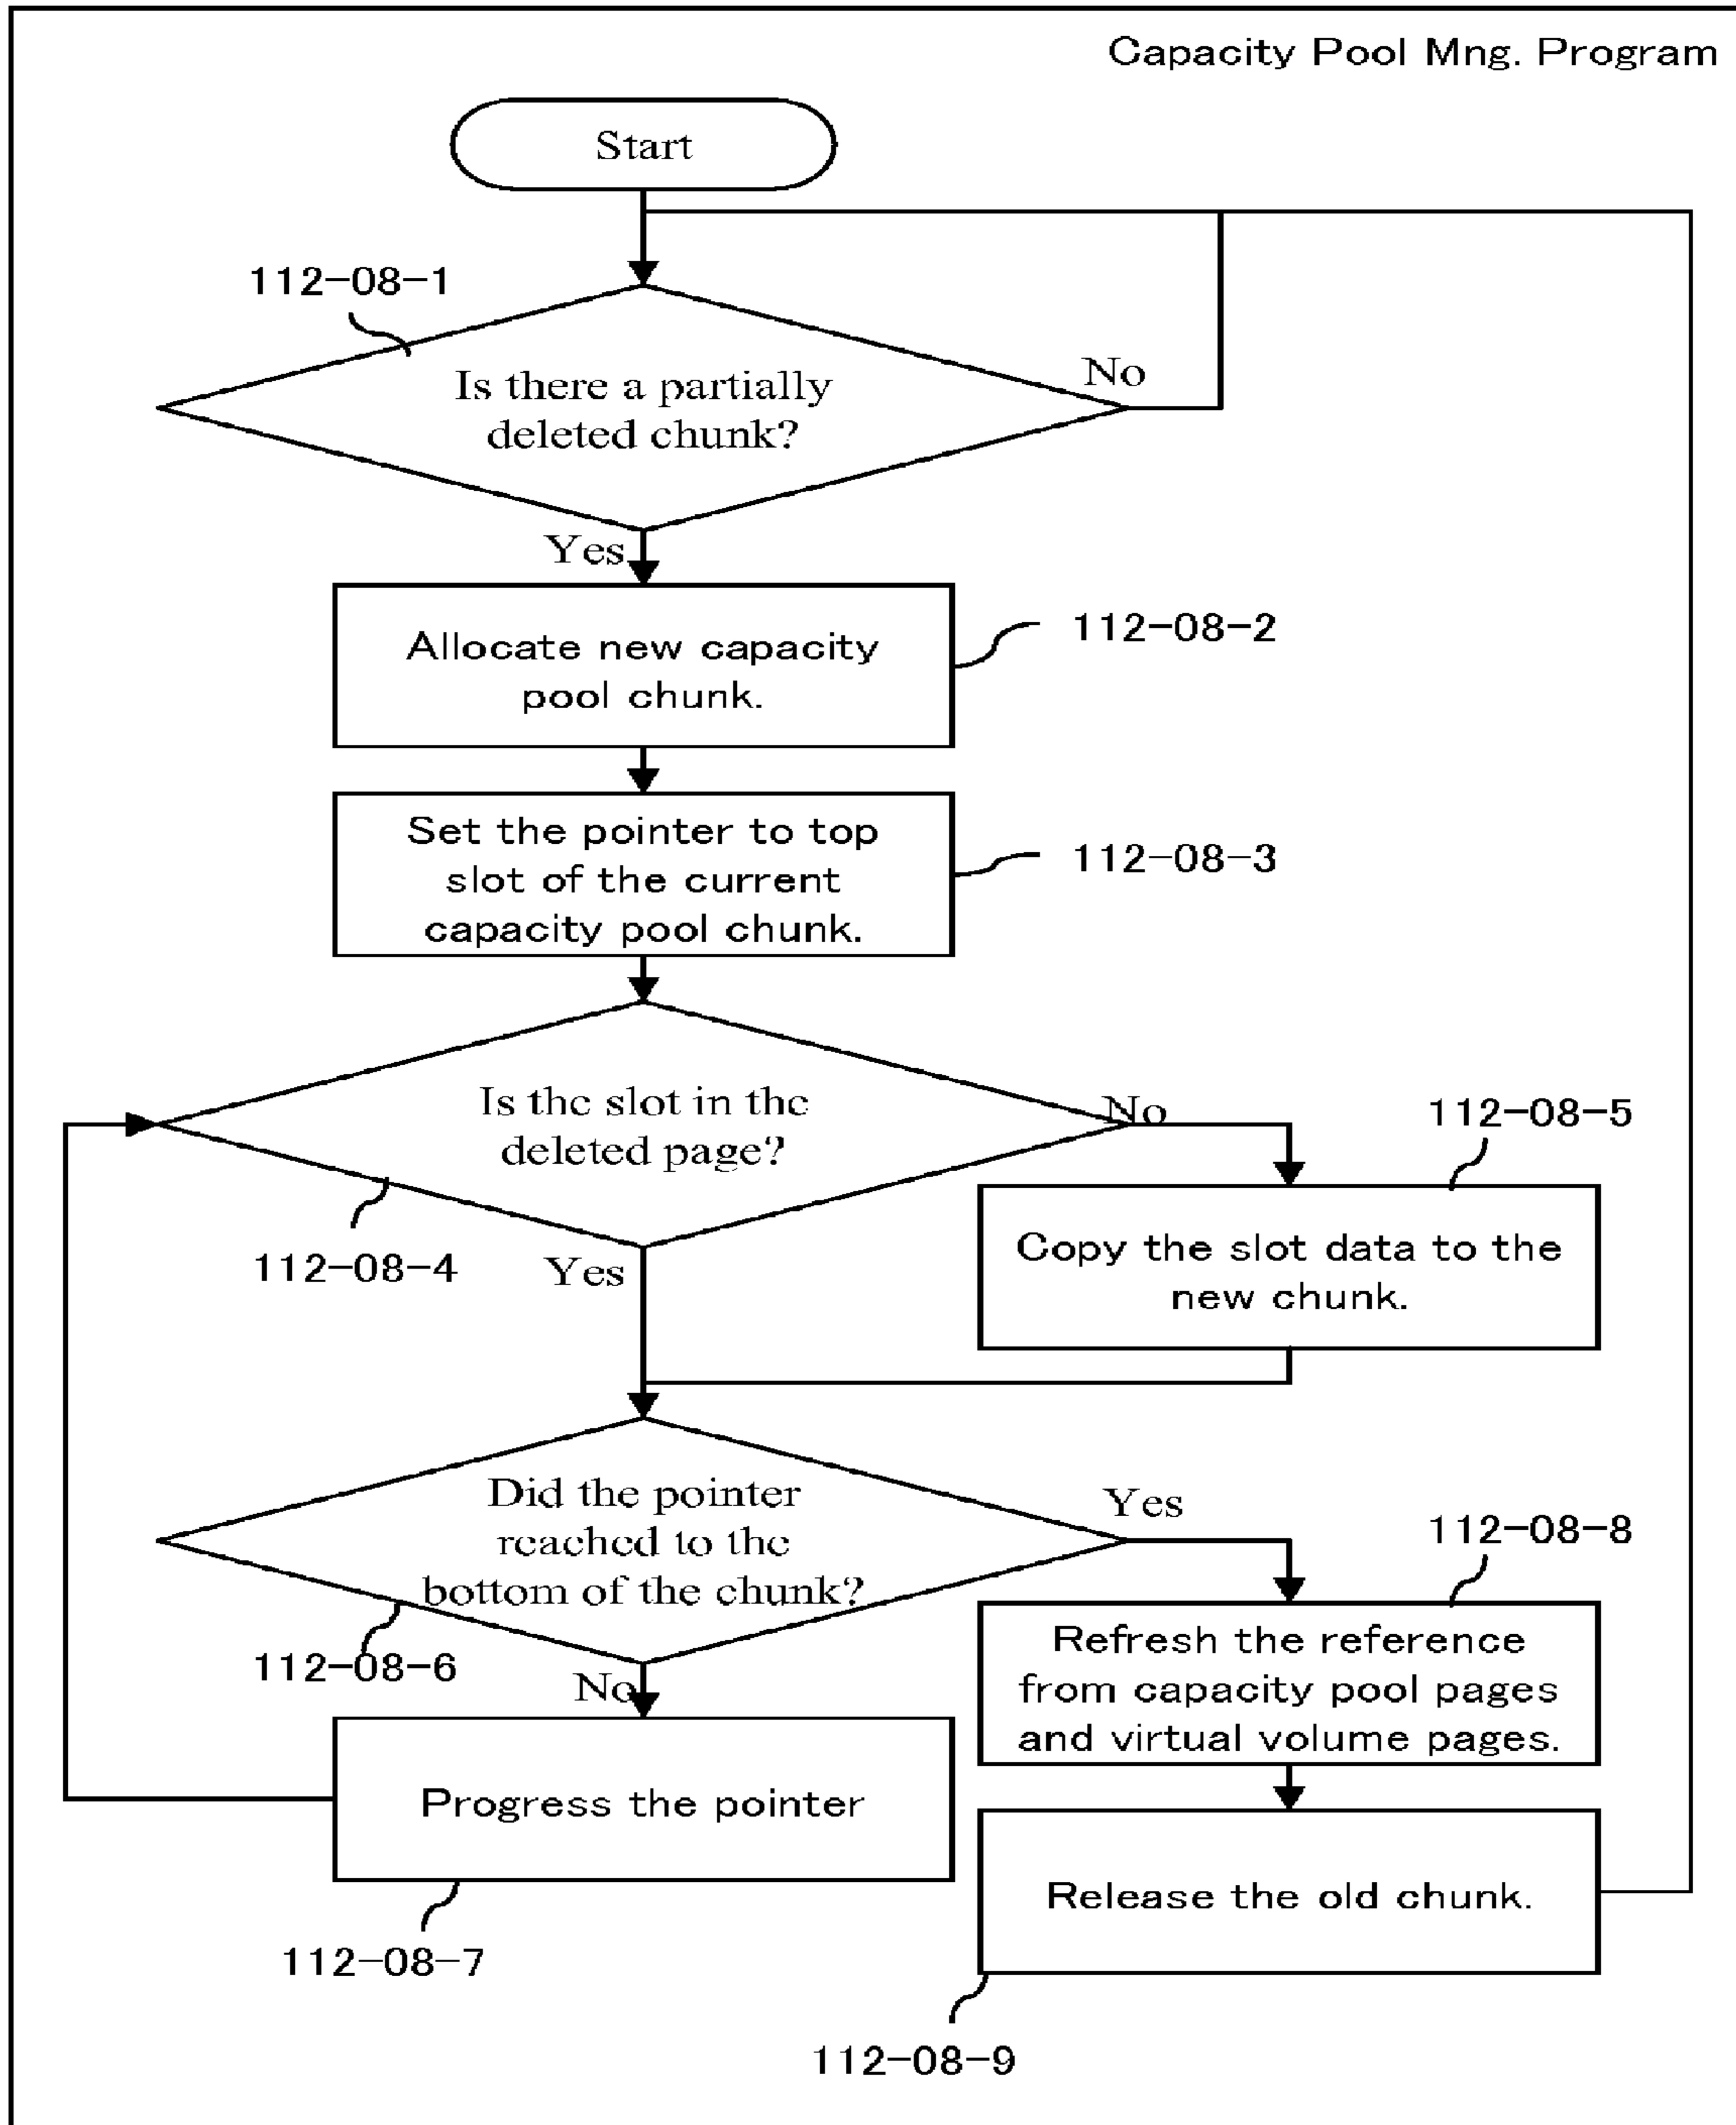 Capacity Pool Mng. Program
Start
112-08-1
Is there a partially
deleted chunk?
No
Yes
Allocate new capacity
pool chunk.
112-08-2
Set the pointer to top
slot of the current
capacity pool chunk.
112-08-3
Is the slot in the
deleted page?
No
112-08-4
Yes
112-08-5
Copy the slot data to the
new chunk.
Did the pointer
reached to the
bottom of the chunk?
Yes
112-08-6
No
112-08-8
Refresh the reference
from capacity pool pages
and virtual volume pages.
Progress the pointer
112-08-7
Release the old chunk.
112-08-9